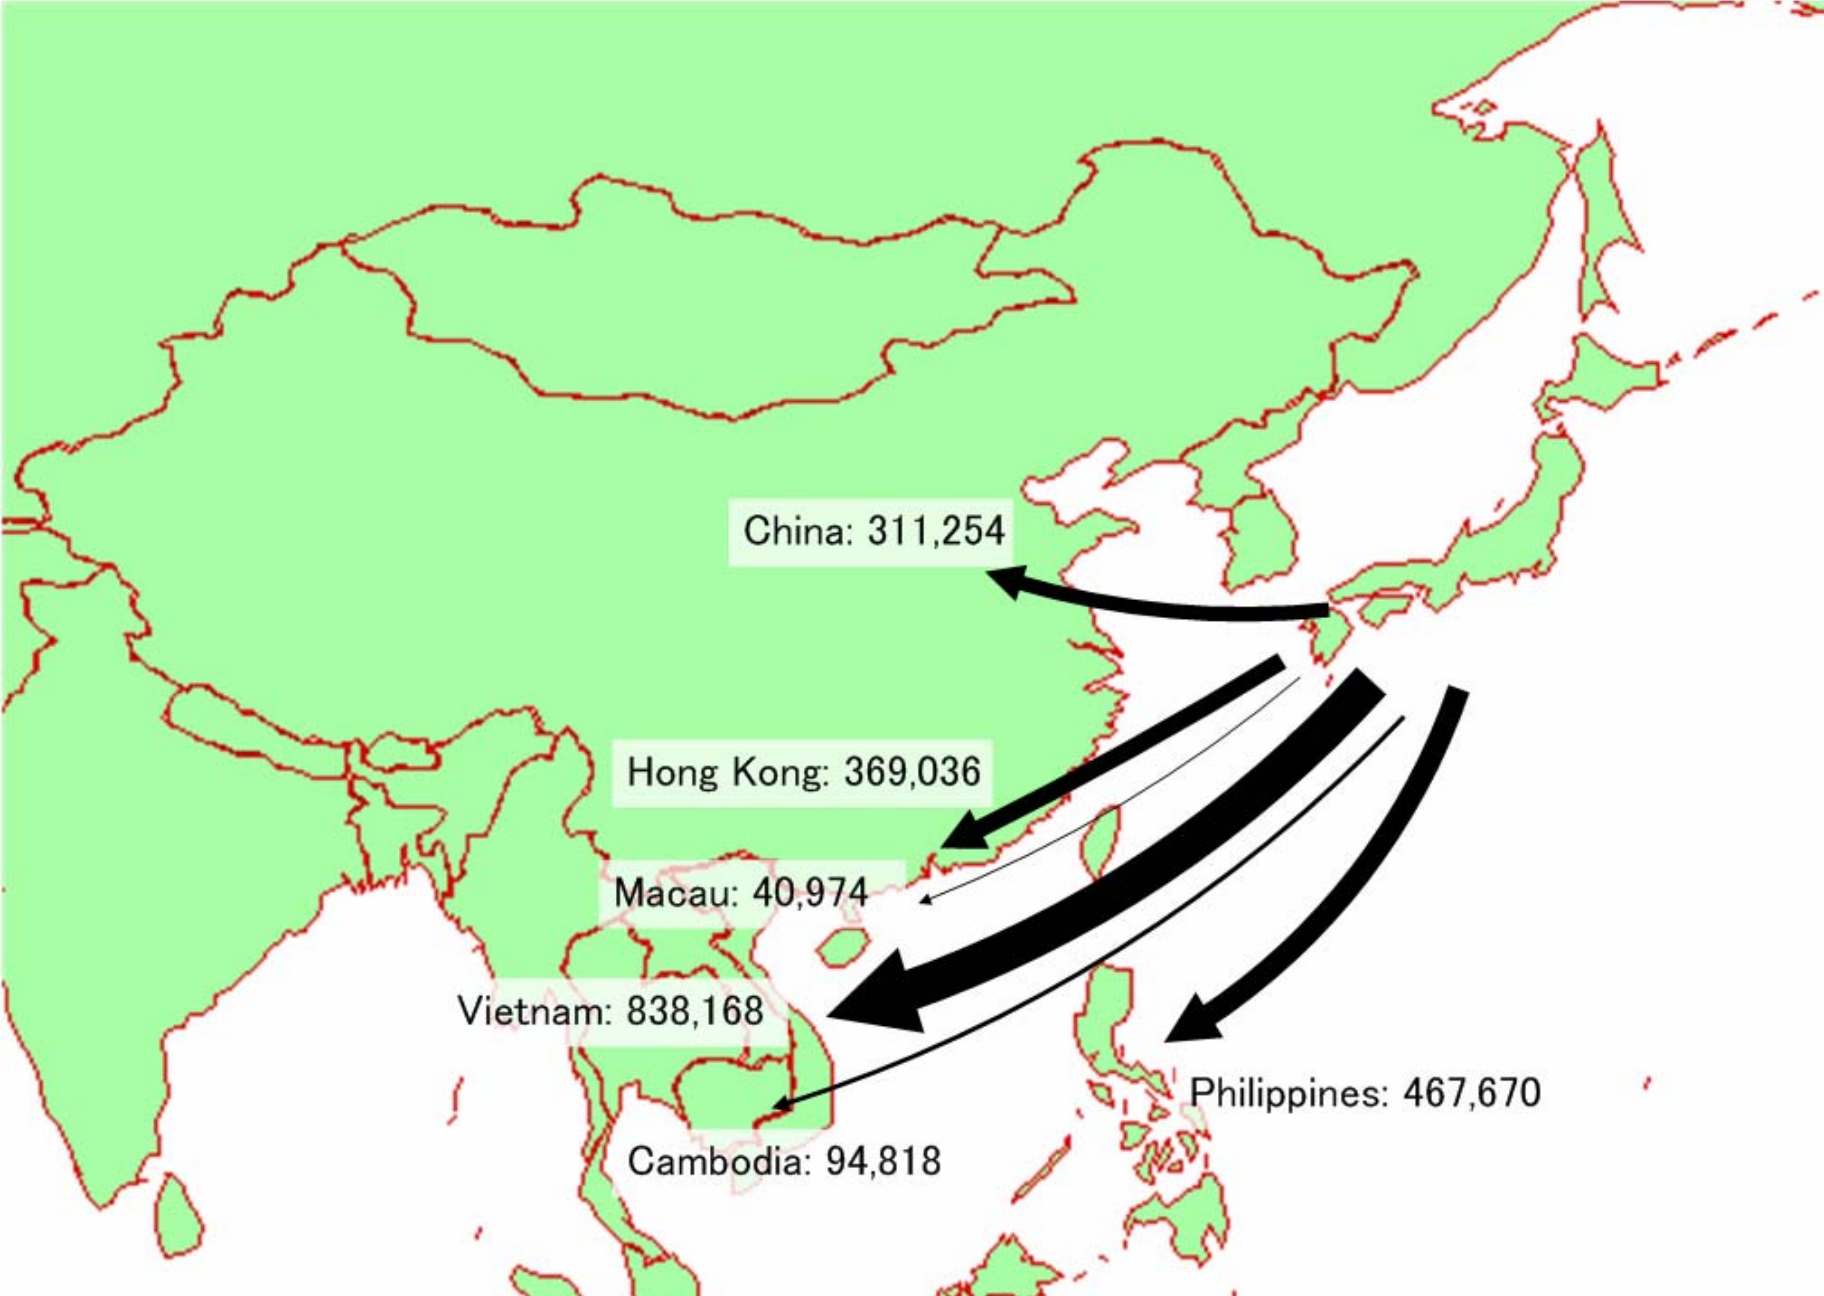 China: 311,254
Hong Kong: 369,036
Macau: 40,974
Vietnam: 838,168
Philippines: 467,670
Cambodia: 94,818